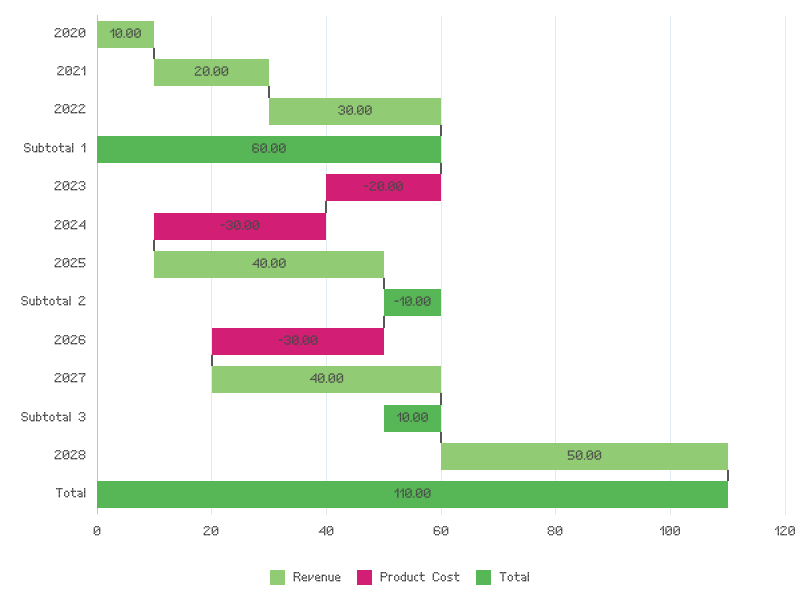 2020 10.00
2021 20.00
2022 30.00
Subtotal 1 60.00
2023 -20.00
2024 -30.00
2025 40.00
Subtotal 2 -10.00
2026 -30.00
2027 40.00
Subtotal 3 10.00
2028 50.00
Total 110.00
0 20 40 60 80 100 120
Revenue Product Cost Total